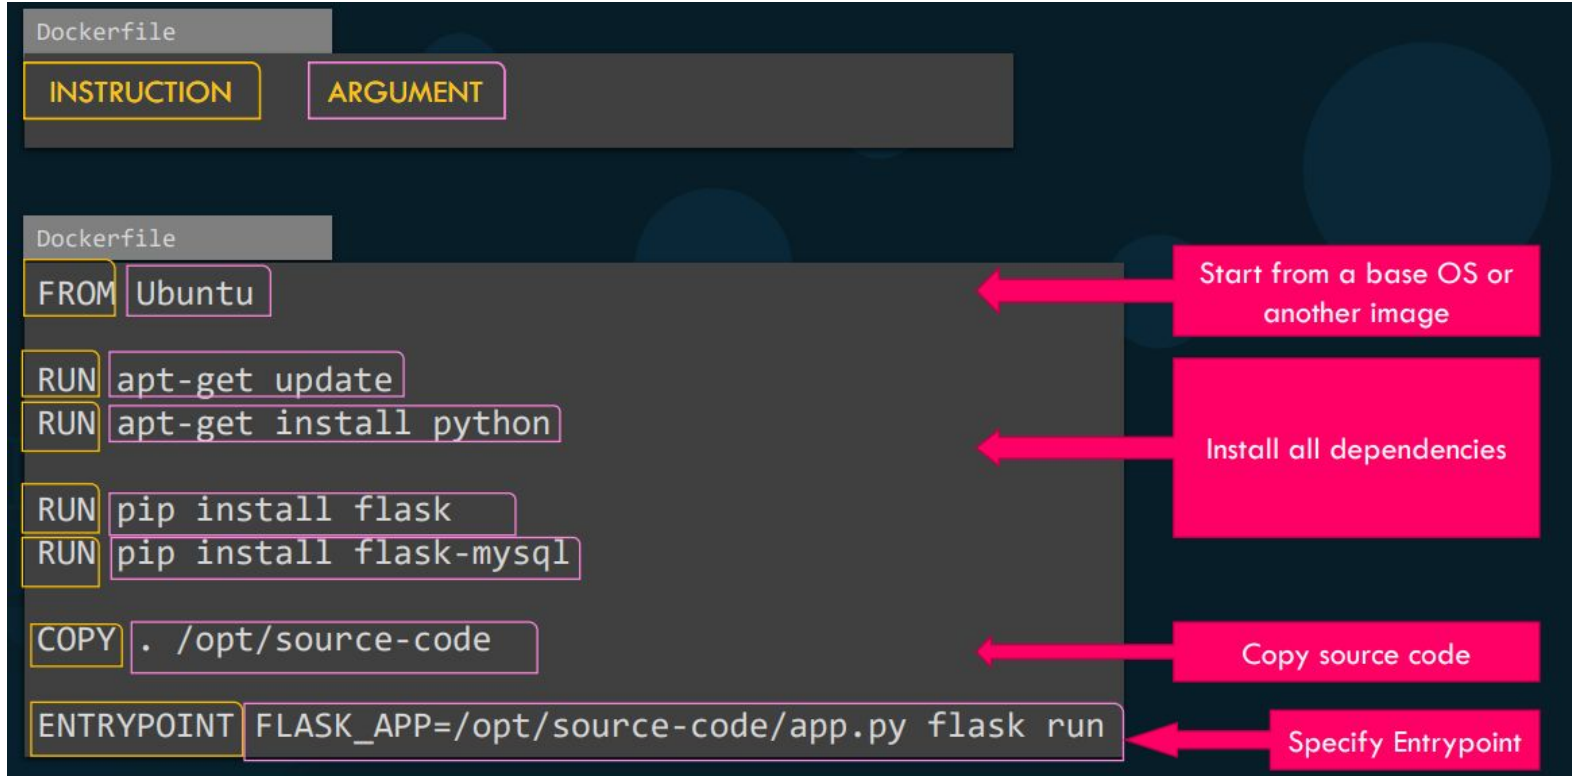 Dockerfile
INSTRUCTION ARGUMENT
Dockerfile
FROM Ubuntu
Start from a base OS or
another image
RUN apt-get update
RUN apt-get install python
Install all dependencies
RUN pip install flask
RUN pip install flask-mysql
COPY . /opt/source-code
Copy source code
ENTRYPOINT FLASK_APP=/opt/source-code/app.py flask run
Specify Entrypoint